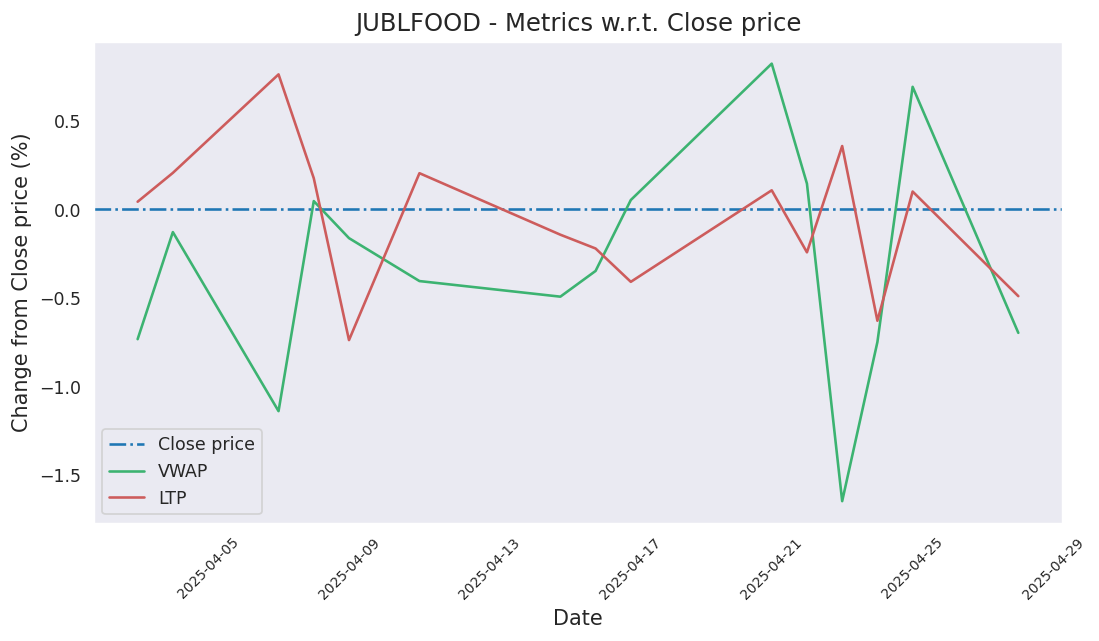 JUBLFOOD - Metrics w.r.t. Close price
Change from Close price (%)
0.5
0.0
−0.5
−1.0
−1.5
Close price
VWAP
LTP
2025-04-05
2025-04-09
2025-04-13
2025-04-17
2025-04-21
2025-04-25
2025-04-29
Date